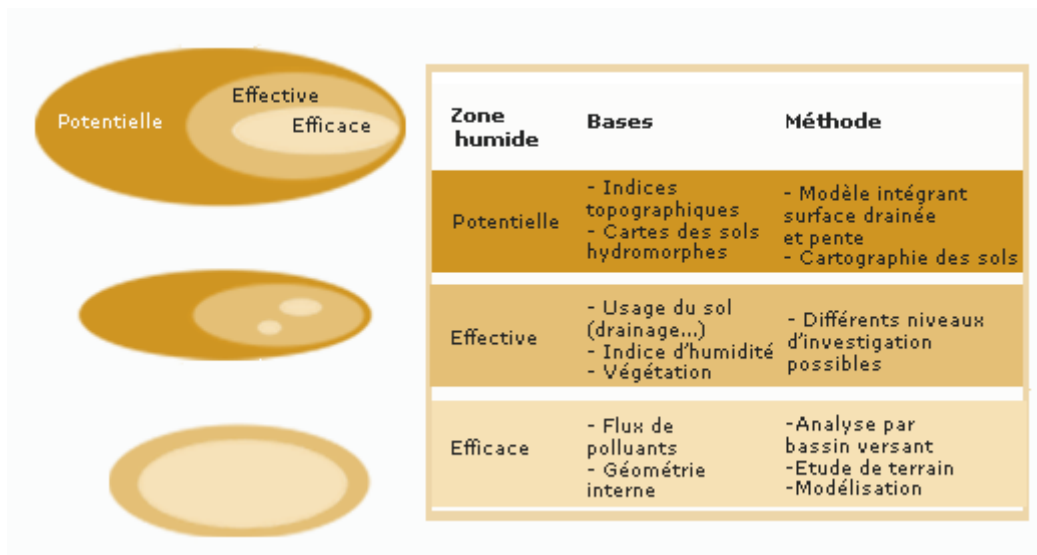 Potentielle
Effective
Efficace
Zone
humide
Bases
Méthode
Potentielle
- Indices
topographiques
- Cartes des sols
hydromorphes
- Modèle intégrant
surface drainée
et pente
- Cartographie des sols
Effective
- Usage du sol
(drainage...)
- Indice d'humidité
- Végétation
- Différents niveaux
d'investigation
possibles
Efficace
- Flux de
polluants
- Géométrie
interne
-Analyse par
bassin versant
-Etude de terrain
-Modélisation